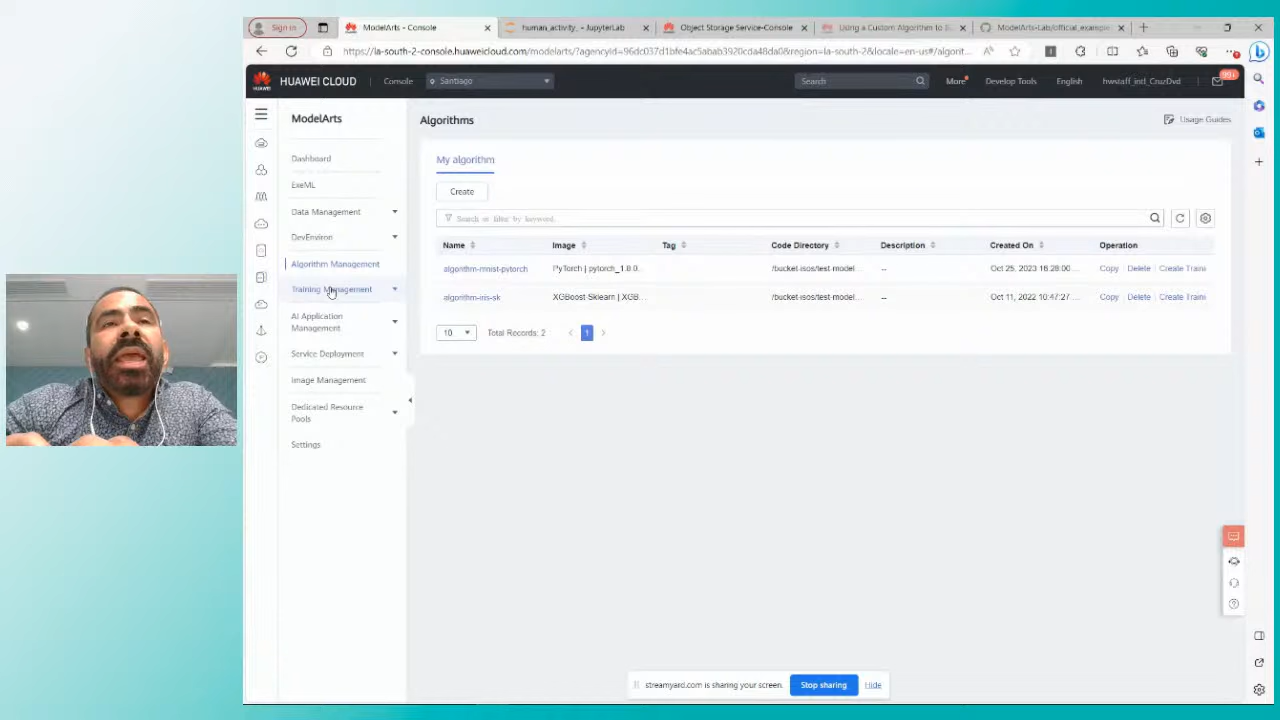 Sign in
ModelArts - Console
human_activity_ - JupyterLab
Object Storage Service-Console
Using a Custom Algorithm to B
ModelArts-Lab/official_example
https://la-south-2-console.huaweicloud.com/modelarts/?agencyId=96dc037d1bfe4ac5abab3920cda48da0&region=la-south-2&locale=en-us#/algorit...
HUAWEI CLOUD
Console
Santiago
Search
More
Develop Tools
English
hwstaff_intl_CruzDvd
99+
ModelArts
Dashboard
ExeML
Data Management
DevEnviron
Algorithm Management
Training Management
AI Application
Management
Service Deployment
Image Management
Dedicated Resource
Pools
Settings
Algorithms
Usage Guides
My algorithm
Create
Search or filter by keyword.
Name Image Tag Code Directory Description Created On Operation
algorithm-mnist-pytorch PyTorch | pytorch_1.8.0... /bucket-isos/test-model... -- Oct 25, 2023 16:28:00 ... Copy Delete Create Traini
algorithm-iris-sk XGBoost-Sklearn | XGB... /bucket-isos/test-model... -- Oct 11, 2022 10:47:27 ... Copy Delete Create Traini
10 Total Records: 2 1
streamyard.com is sharing your screen. Stop sharing Hide